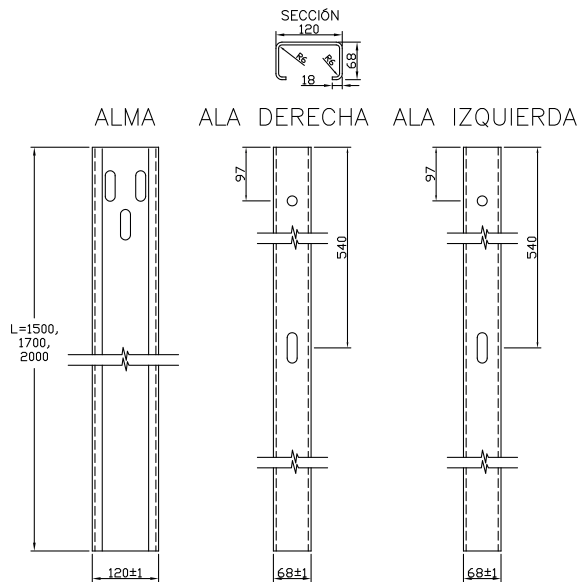 SECCIÓN
120
R6
R6
68
18
ALMA
ALA DERECHA
ALA IZQUIERDA
97
540
97
540
L=1500,
1700,
2000
120±1
68±1
68±1